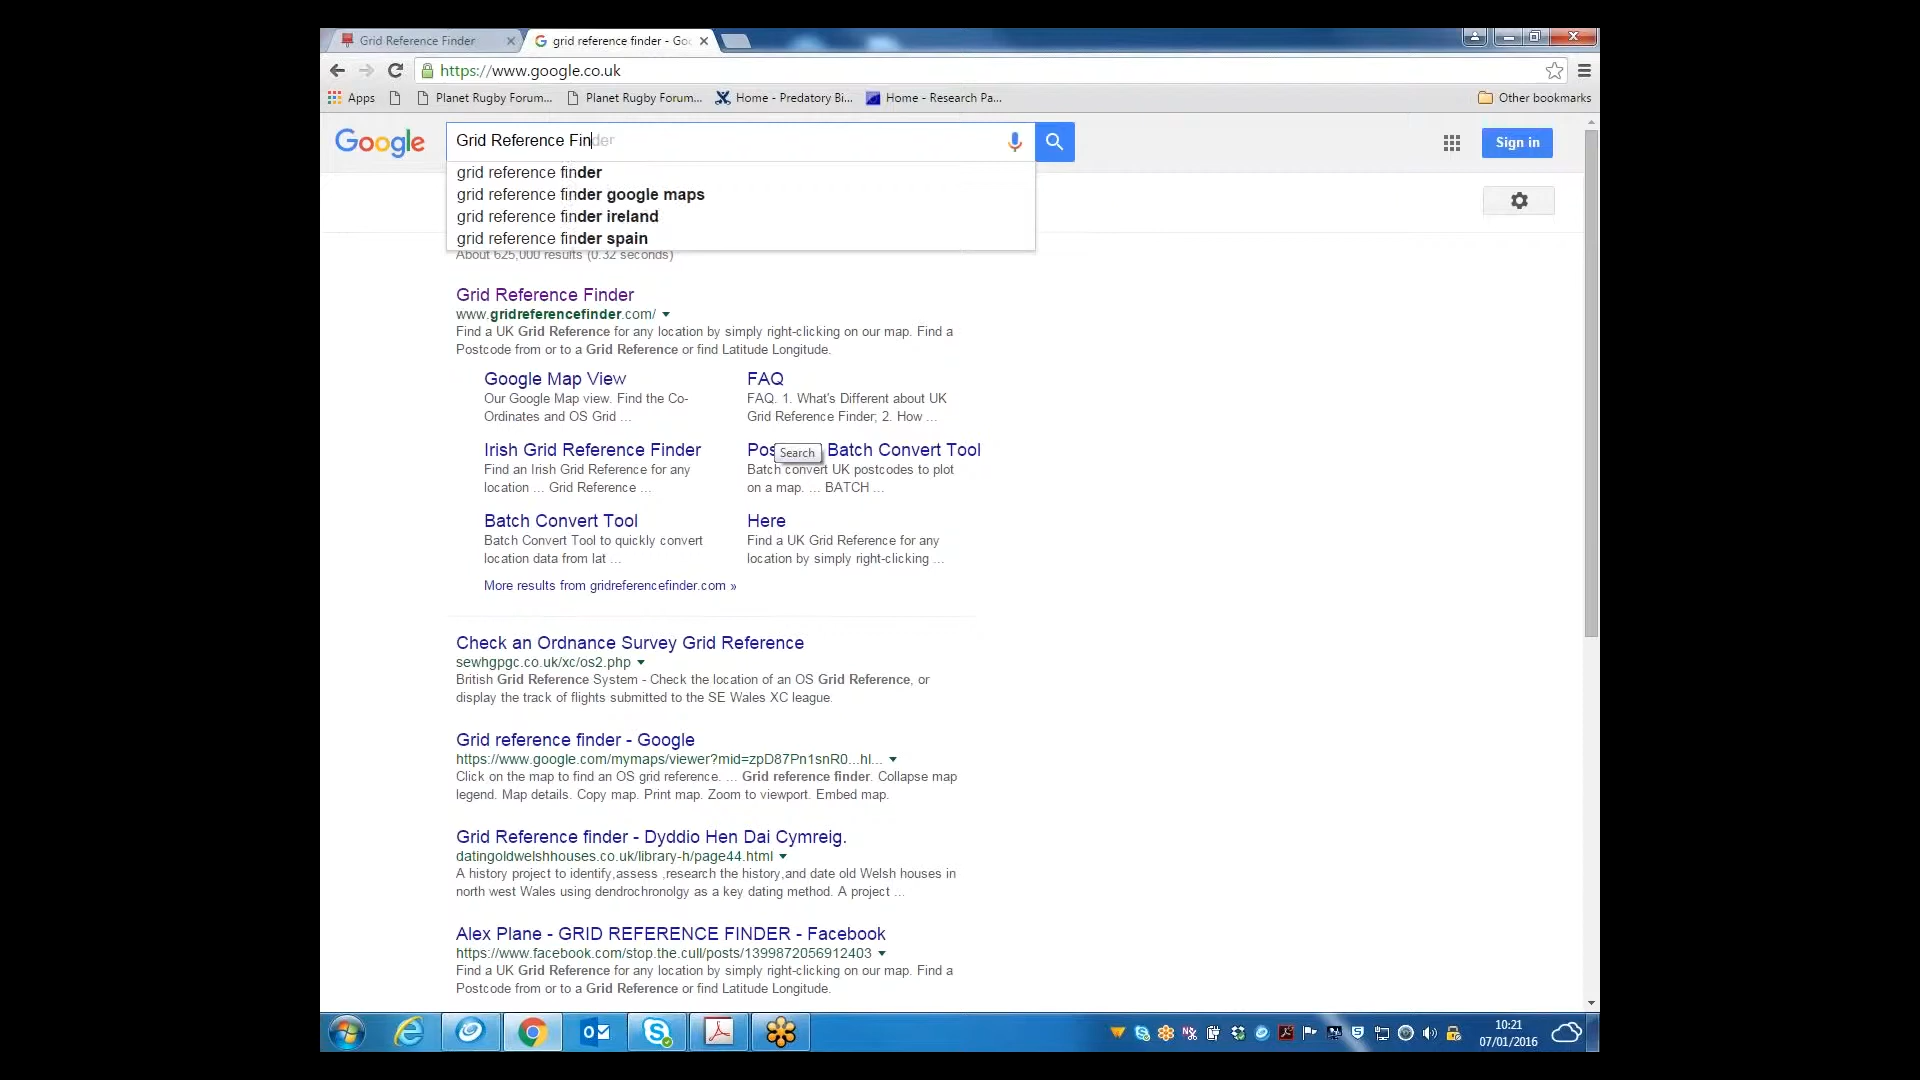 Grid Reference Finder
grid reference finder - Goo
https://www.google.co.uk
Apps
Planet Rugby Forum...
Planet Rugby Forum...
Home - Predatory Bi...
Home - Research Pa...
Other bookmarks
Google
Grid Reference Finder
Sign in
grid reference finder
grid reference finder google maps
grid reference finder ireland
grid reference finder spain
About 625,000 results (0.32 seconds)
Grid Reference Finder
www.gridreferencefinder.com/
Find a UK Grid Reference for any location by simply right-clicking on our map. Find a
Postcode from or to a Grid Reference or find Latitude Longitude.
Google Map View
Our Google Map view. Find the Co-
Ordinates and OS Grid ...
FAQ
FAQ. 1. What's Different about UK
Grid Reference Finder; 2. How ...
Irish Grid Reference Finder
Find an Irish Grid Reference for any
location ... Grid Reference ...
Pos Batch Convert Tool
Search
Batch convert UK postcodes to plot
on a map. ... BATCH ...
Batch Convert Tool
Batch Convert Tool to quickly convert
location data from lat ...
Here
Find a UK Grid Reference for any
location by simply right-clicking ...
More results from gridreferencefinder.com »
Check an Ordnance Survey Grid Reference
sewhgpgc.co.uk/xc/os2.php
British Grid Reference System - Check the location of an OS Grid Reference, or
display the track of flights submitted to the SE Wales XC league.
Grid reference finder - Google
https://www.google.com/mymaps/viewer?mid=zpD87Pn1snR0...hl...
Click on the map to find an OS grid reference. ... Grid reference finder. Collapse map
legend. Map details. Copy map. Print map. Zoom to viewport. Embed map.
Grid Reference finder - Dyddio Hen Dai Cymreig.
datingoldwelshhouses.co.uk/library-h/page44.html
A history project to identify,assess ,research the history,and date old Welsh houses in
north west Wales using dendrochronolgy as a key dating method. A project ...
Alex Plane - GRID REFERENCE FINDER - Facebook
https://www.facebook.com/stop.the.cull/posts/1399872056912403
Find a UK Grid Reference for any location by simply right-clicking on our map. Find a
Postcode from or to a Grid Reference or find Latitude Longitude.
10:21
07/01/2016